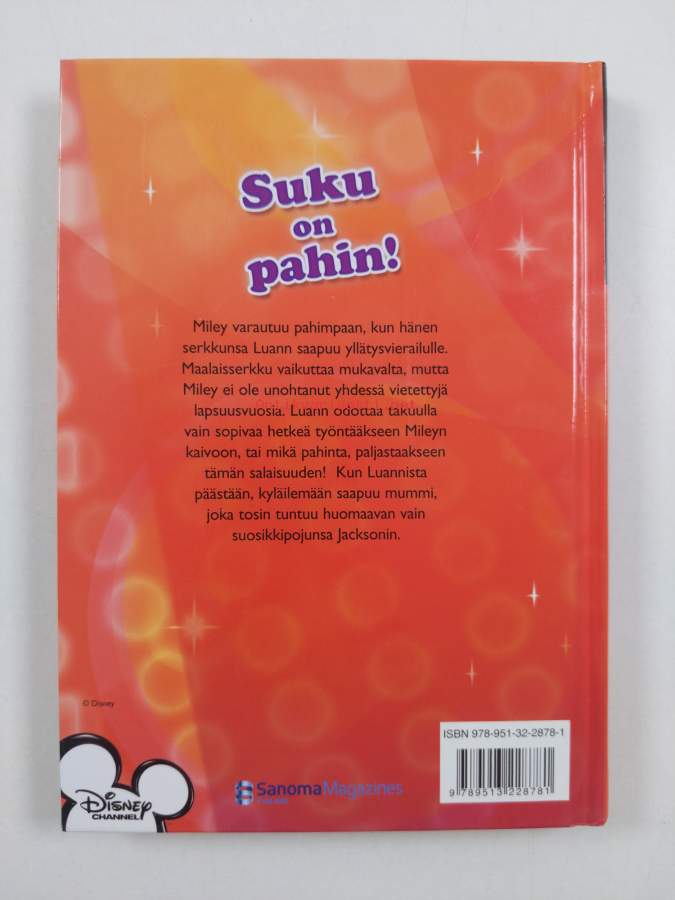 Suku
on
pahin!
Miley varautuu pahimpaan, kun hänen
serkkunsa Luann saapuu yllätysvierailulle.
Maalaisserkku vaikuttaa mukavalta, mutta
Miley ei ole unohtanut yhdessä vietettyjä
lapsuusvuosia. Luann odottaa takuulla
vain sopivaa hetkeä työntääkseen Mileyn
kaivoon, tai mikä pahinta, paljastaakseen
tämän salaisuuden! Kun Luannista
päästään, kyläilemään saapuu mummi,
joka tosin tuntuu huomaavan vain
suosikkipojunsa Jacksonin.
© Disney
ISBN 978-951-32-2878-1
9 789513 228781
SanomaMagazines
Disney
CHANNEL